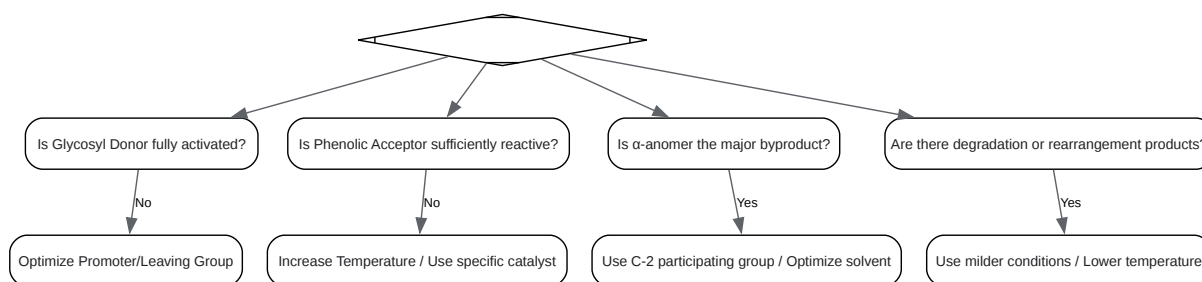 Is Glycosyl Donor fully activated?
Is Phenolic Acceptor sufficiently reactive?
Is α-anomer the major byproduct?
Are there degradation or rearrangement products?
No
No
Yes
Yes
Optimize Promoter/Leaving Group
Increase Temperature / Use specific catalyst
Use C-2 participating group / Optimize solvent
Use milder conditions / Lower temperature